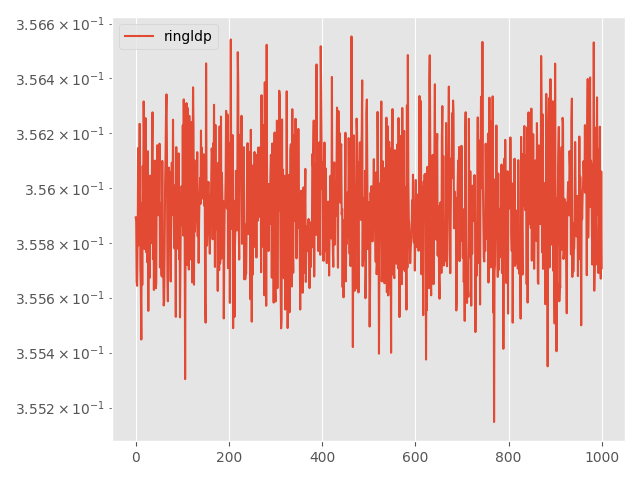 3.566 × 10⁻¹
ringldp
3.564 × 10⁻¹
3.562 × 10⁻¹
3.56 × 10⁻¹
3.558 × 10⁻¹
3.556 × 10⁻¹
3.554 × 10⁻¹
3.552 × 10⁻¹
0 200 400 600 800 1000